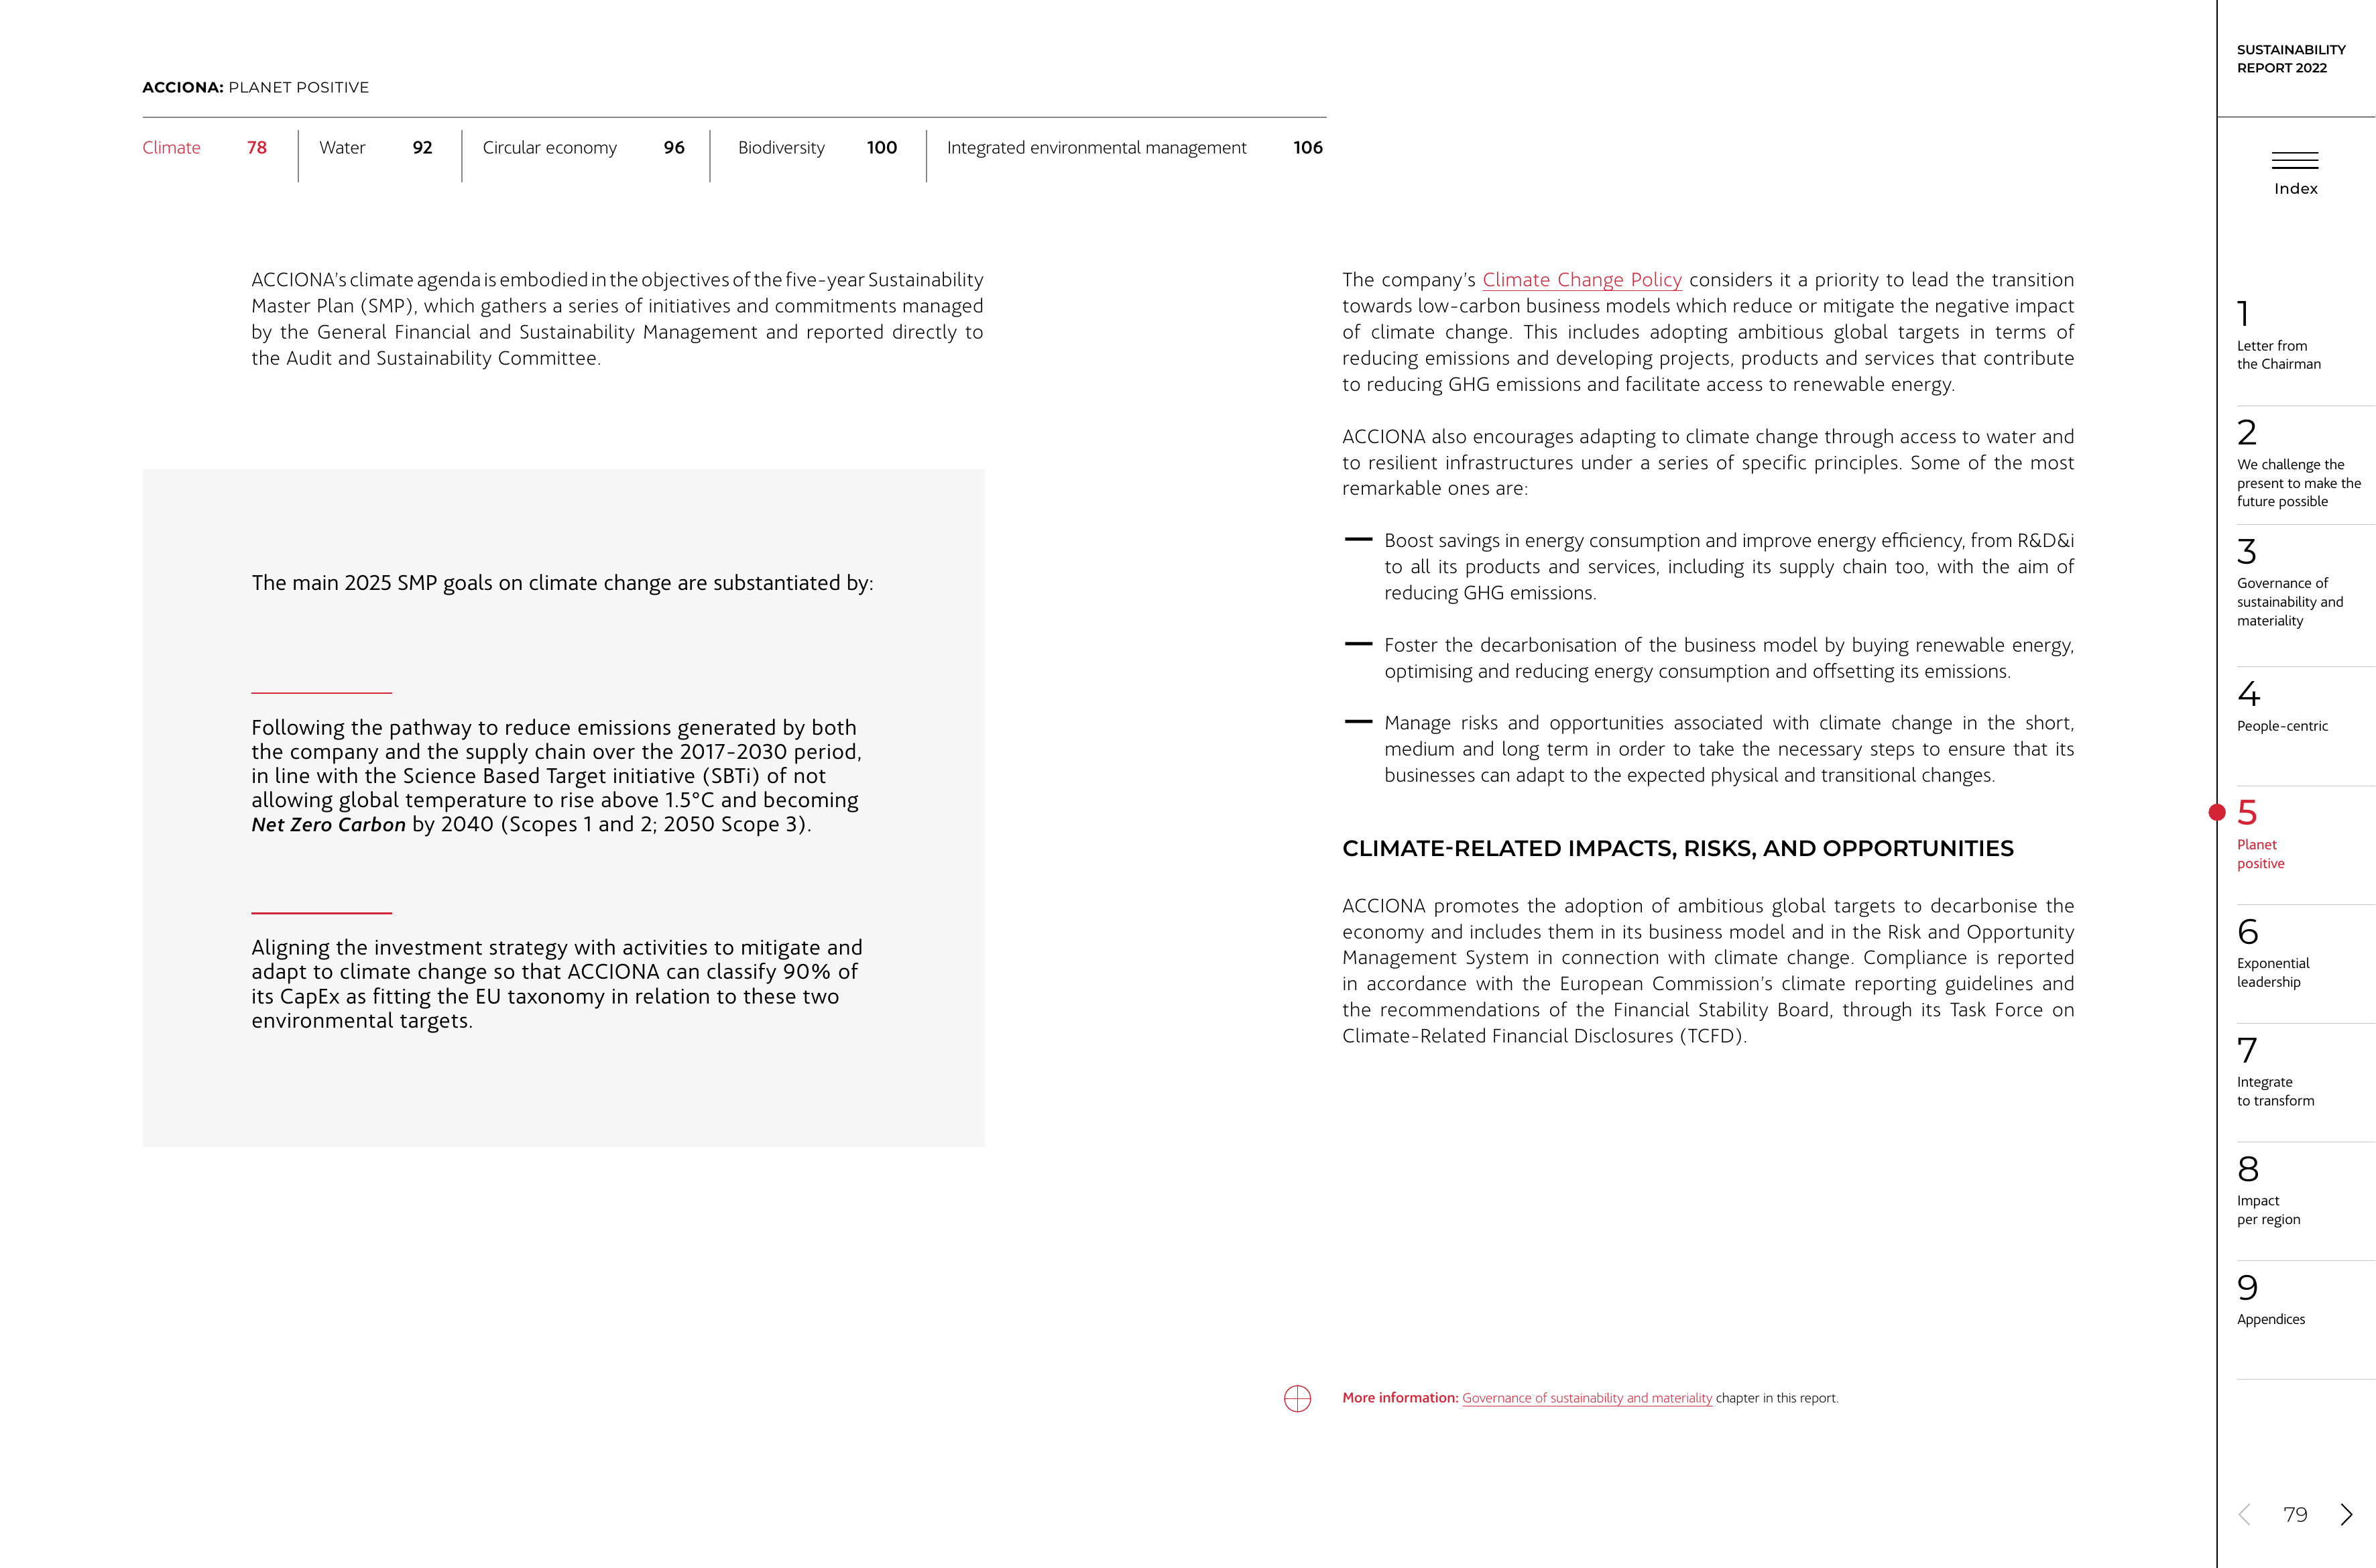 ACCIONA: PLANET POSITIVE
Climate 78 Water 92 Circular economy 96 Biodiversity 100 Integrated environmental management 106
ACCIONA's climate agenda is embodied in the objectives of the five-year Sustainability
Master Plan (SMP), which gathers a series of initiatives and commitments managed
by the General Financial and Sustainability Management and reported directly to
the Audit and Sustainability Committee.
The main 2025 SMP goals on climate change are substantiated by:
Following the pathway to reduce emissions generated by both
the company and the supply chain over the 2017-2030 period,
in line with the Science Based Target initiative (SBTi) of not
allowing global temperature to rise above 1.5°C and becoming
Net Zero Carbon by 2040 (Scopes 1 and 2; 2050 Scope 3).
Aligning the investment strategy with activities to mitigate and
adapt to climate change so that ACCIONA can classify 90% of
its CapEx as fitting the EU taxonomy in relation to these two
environmental targets.
The company's Climate Change Policy considers it a priority to lead the transition
towards low-carbon business models which reduce or mitigate the negative impact
of climate change. This includes adopting ambitious global targets in terms of
reducing emissions and developing projects, products and services that contribute
to reducing GHG emissions and facilitate access to renewable energy.
ACCIONA also encourages adapting to climate change through access to water and
to resilient infrastructures under a series of specific principles. Some of the most
remarkable ones are:
— Boost savings in energy consumption and improve energy efficiency, from R&D&i
to all its products and services, including its supply chain too, with the aim of
reducing GHG emissions.
— Foster the decarbonisation of the business model by buying renewable energy,
optimising and reducing energy consumption and offsetting its emissions.
— Manage risks and opportunities associated with climate change in the short,
medium and long term in order to take the necessary steps to ensure that its
businesses can adapt to the expected physical and transitional changes.
CLIMATE-RELATED IMPACTS, RISKS, AND OPPORTUNITIES
ACCIONA promotes the adoption of ambitious global targets to decarbonise the
economy and includes them in its business model and in the Risk and Opportunity
Management System in connection with climate change. Compliance is reported
in accordance with the European Commission's climate reporting guidelines and
the recommendations of the Financial Stability Board, through its Task Force on
Climate-Related Financial Disclosures (TCFD).
More information: Governance of sustainability and materiality chapter in this report.
SUSTAINABILITY
REPORT 2022
Index
1
Letter from
the Chairman
2
We challenge the
present to make the
future possible
3
Governance of
sustainability and
materiality
4
People-centric
5
Planet
positive
6
Exponential
leadership
7
Integrate
to transform
8
Impact
per region
9
Appendices
79